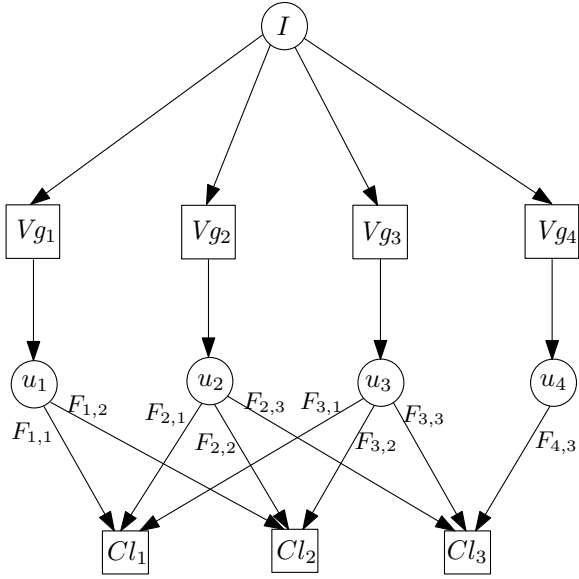 I
Vg₁ Vg₂ Vg₃ Vg₄
u₁ u₂ u₃ u₄
F₁,₁ F₁,₂ F₂,₁ F₂,₂ F₂,₃ F₃,₁ F₃,₂ F₃,₃ F₄,₃
Cl₁ Cl₂ Cl₃